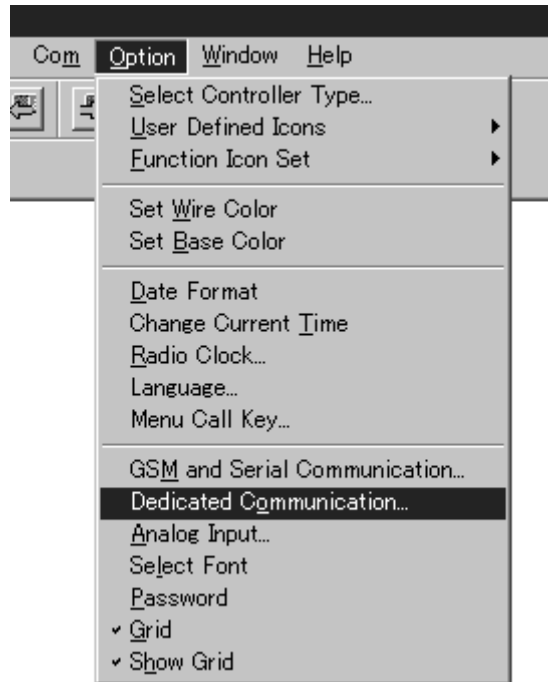 Com Option Window Help
Select Controller Type...
User Defined Icons
Function Icon Set
Set Wire Color
Set Base Color
Date Format
Change Current Time
Radio Clock...
Language...
Menu Call Key...
GSM and Serial Communication...
Dedicated Communication...
Analog Input...
Select Font
Password
Grid
Show Grid